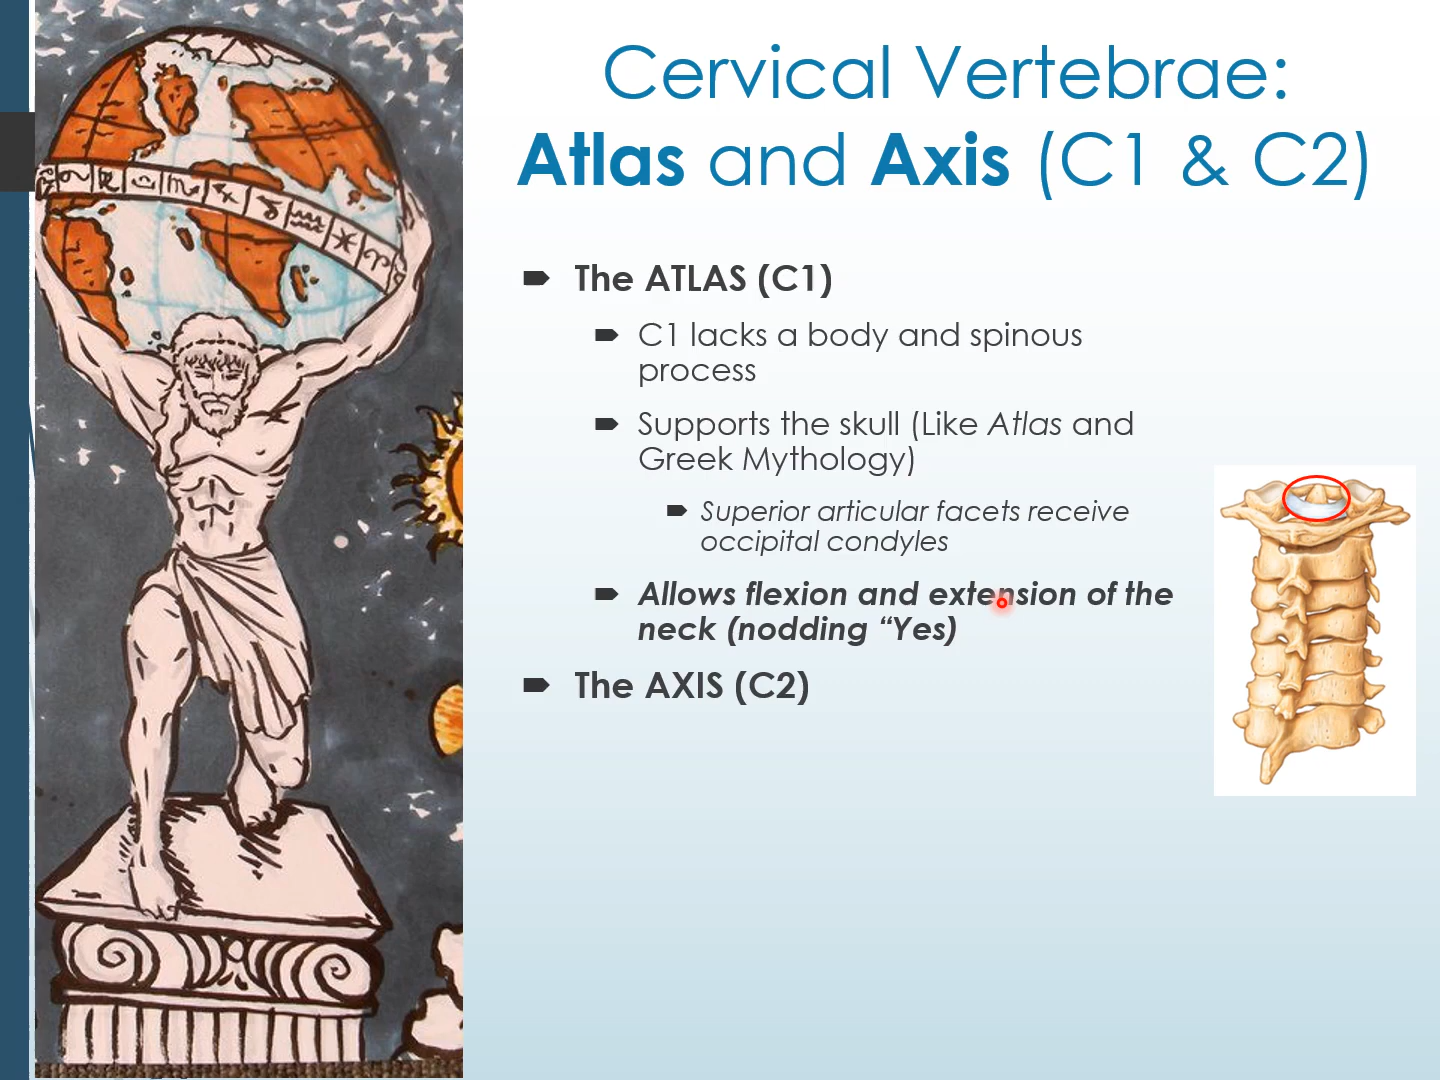 Cervical Vertebrae:
Atlas and Axis (C1 & C2)
The ATLAS (C1)
C1 lacks a body and spinous
process
Supports the skull (Like Atlas and
Greek Mythology)
Superior articular facets receive
occipital condyles
Allows flexion and extension of the
neck (nodding “Yes)
The AXIS (C2)